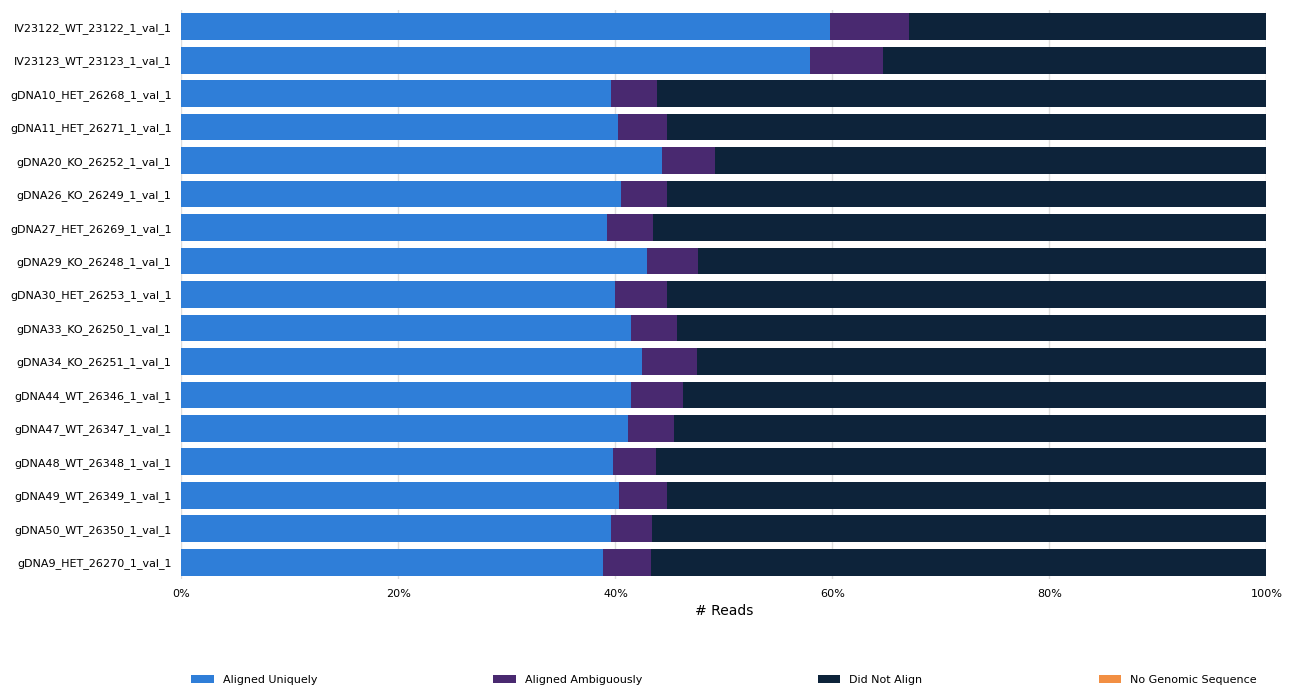 IV23122_WT_23122_1_val_1
IV23123_WT_23123_1_val_1
gDNA10_HET_26268_1_val_1
gDNA11_HET_26271_1_val_1
gDNA20_KO_26252_1_val_1
gDNA26_KO_26249_1_val_1
gDNA27_HET_26269_1_val_1
gDNA29_KO_26248_1_val_1
gDNA30_HET_26253_1_val_1
gDNA33_KO_26250_1_val_1
gDNA34_KO_26251_1_val_1
gDNA44_WT_26346_1_val_1
gDNA47_WT_26347_1_val_1
gDNA48_WT_26348_1_val_1
gDNA49_WT_26349_1_val_1
gDNA50_WT_26350_1_val_1
gDNA9_HET_26270_1_val_1
0% 20% 40% 60% 80% 100%
# Reads
Aligned Uniquely Aligned Ambiguously Did Not Align No Genomic Sequence